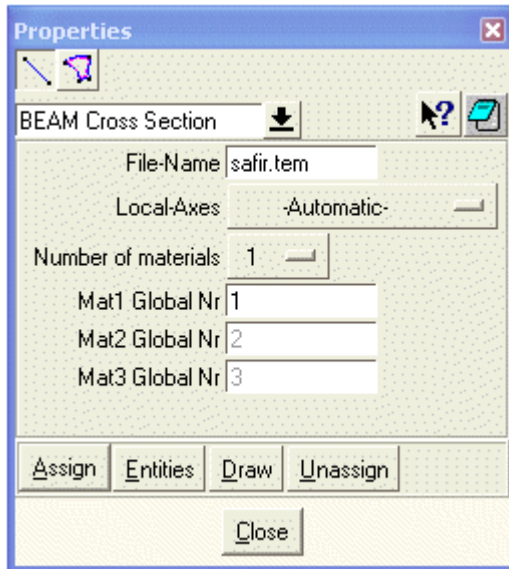 Properties
BEAM Cross Section
File-Name safir.tem
Local-Axes -Automatic-
Number of materials 1
Mat1 Global Nr 1
Mat2 Global Nr 2
Mat3 Global Nr 3
Assign Entities Draw Unassign
Close